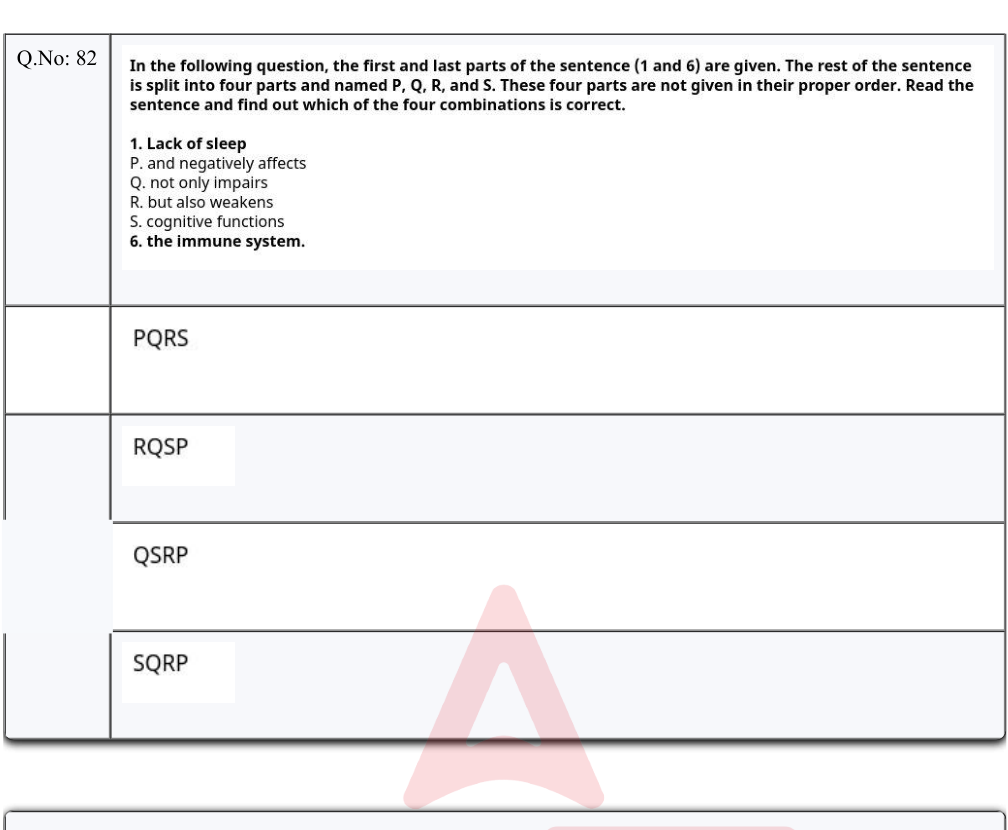 Q.No: 82
In the following question, the first and last parts of the sentence (1 and 6) are given. The rest of the sentence
is split into four parts and named P, Q, R, and S. These four parts are not given in their proper order. Read the
sentence and find out which of the four combinations is correct.
1. Lack of sleep
P. and negatively affects
Q. not only impairs
R. but also weakens
S. cognitive functions
6. the immune system.
PQRS
RQSP
QSRP
SQRP